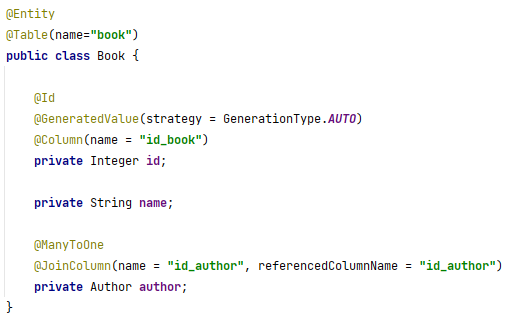 @Entity
@Table(name="book")
public class Book {
@Id
@GeneratedValue(strategy = GenerationType.AUTO)
@Column(name = "id_book")
private Integer id;
private String name;
@ManyToOne
@JoinColumn(name = "id_author", referencedColumnName = "id_author")
private Author author;
}